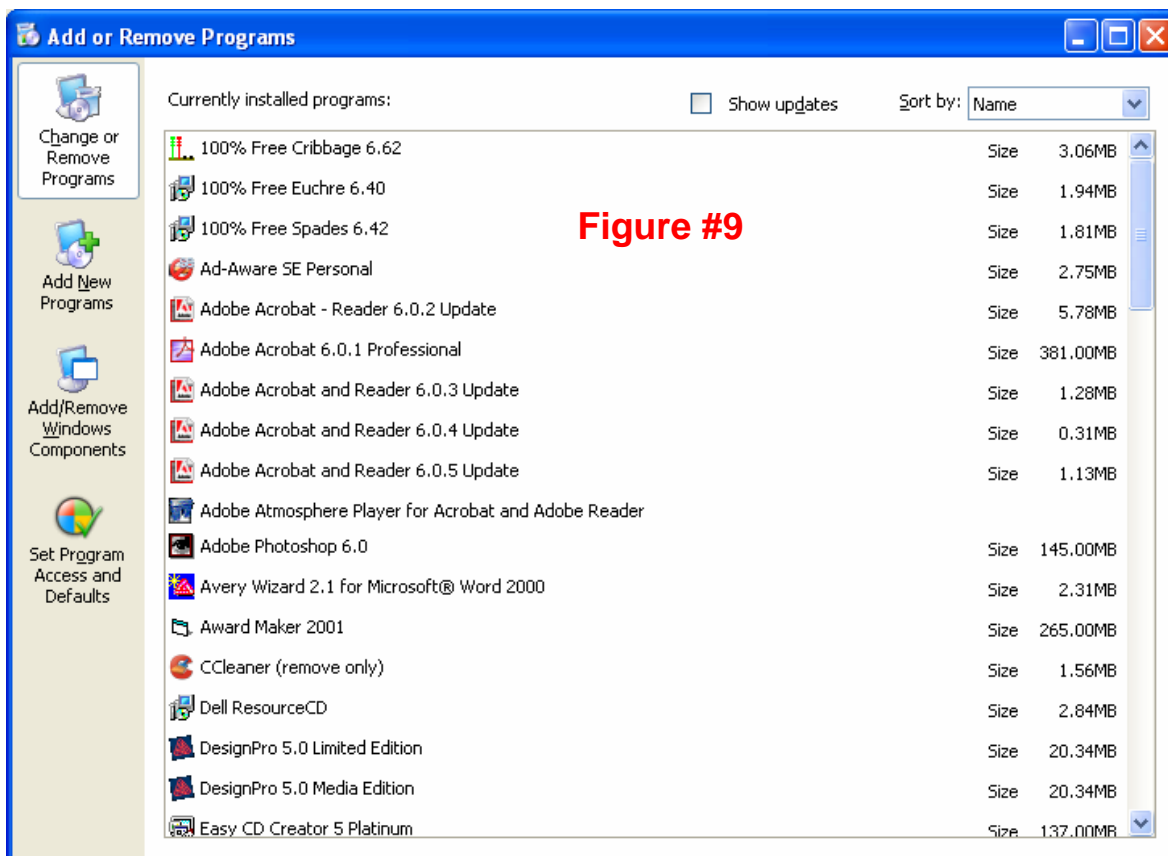 Add or Remove Programs
Change or
Remove
Programs
Add New
Programs
Add/Remove
Windows
Components
Set Program
Access and
Defaults
Currently installed programs:
Show updates
Sort by: Name
100% Free Cribbage 6.62 Size 3.06MB
100% Free Euchre 6.40 Size 1.94MB
100% Free Spades 6.42 Size 1.81MB
Figure #9
Ad-Aware SE Personal Size 2.75MB
Adobe Acrobat - Reader 6.0.2 Update Size 5.78MB
Adobe Acrobat 6.0.1 Professional Size 381.00MB
Adobe Acrobat and Reader 6.0.3 Update Size 1.28MB
Adobe Acrobat and Reader 6.0.4 Update Size 0.31MB
Adobe Acrobat and Reader 6.0.5 Update Size 1.13MB
Adobe Atmosphere Player for Acrobat and Adobe Reader
Adobe Photoshop 6.0 Size 145.00MB
Avery Wizard 2.1 for Microsoft® Word 2000 Size 2.31MB
Award Maker 2001 Size 265.00MB
CCleaner (remove only) Size 1.56MB
Dell ResourceCD Size 2.84MB
DesignPro 5.0 Limited Edition Size 20.34MB
DesignPro 5.0 Media Edition Size 20.34MB
Easy CD Creator 5 Platinum Size 137.00MB